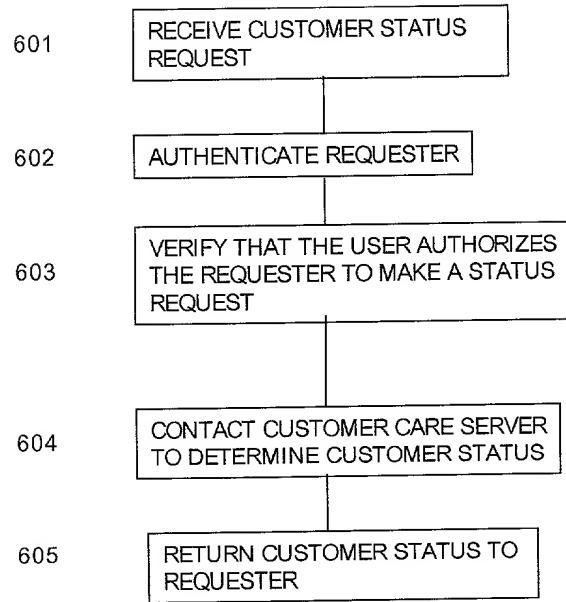 601
RECEIVE CUSTOMER STATUS
REQUEST
602
AUTHENTICATE REQUESTER
603
VERIFY THAT THE USER AUTHORIZES
THE REQUESTER TO MAKE A STATUS
REQUEST
604
CONTACT CUSTOMER CARE SERVER
TO DETERMINE CUSTOMER STATUS
605
RETURN CUSTOMER STATUS TO
REQUESTER